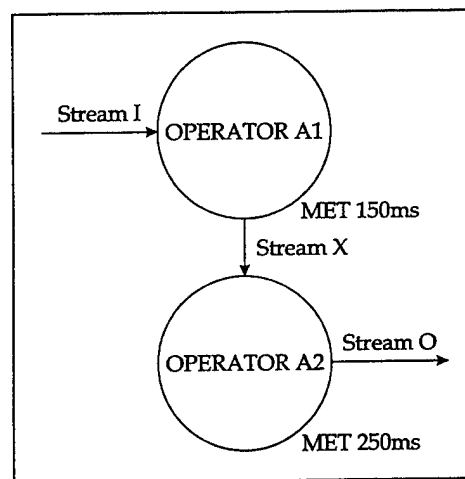 Stream I
OPERATOR A1
MET 150ms
Stream X
OPERATOR A2
Stream O
MET 250ms